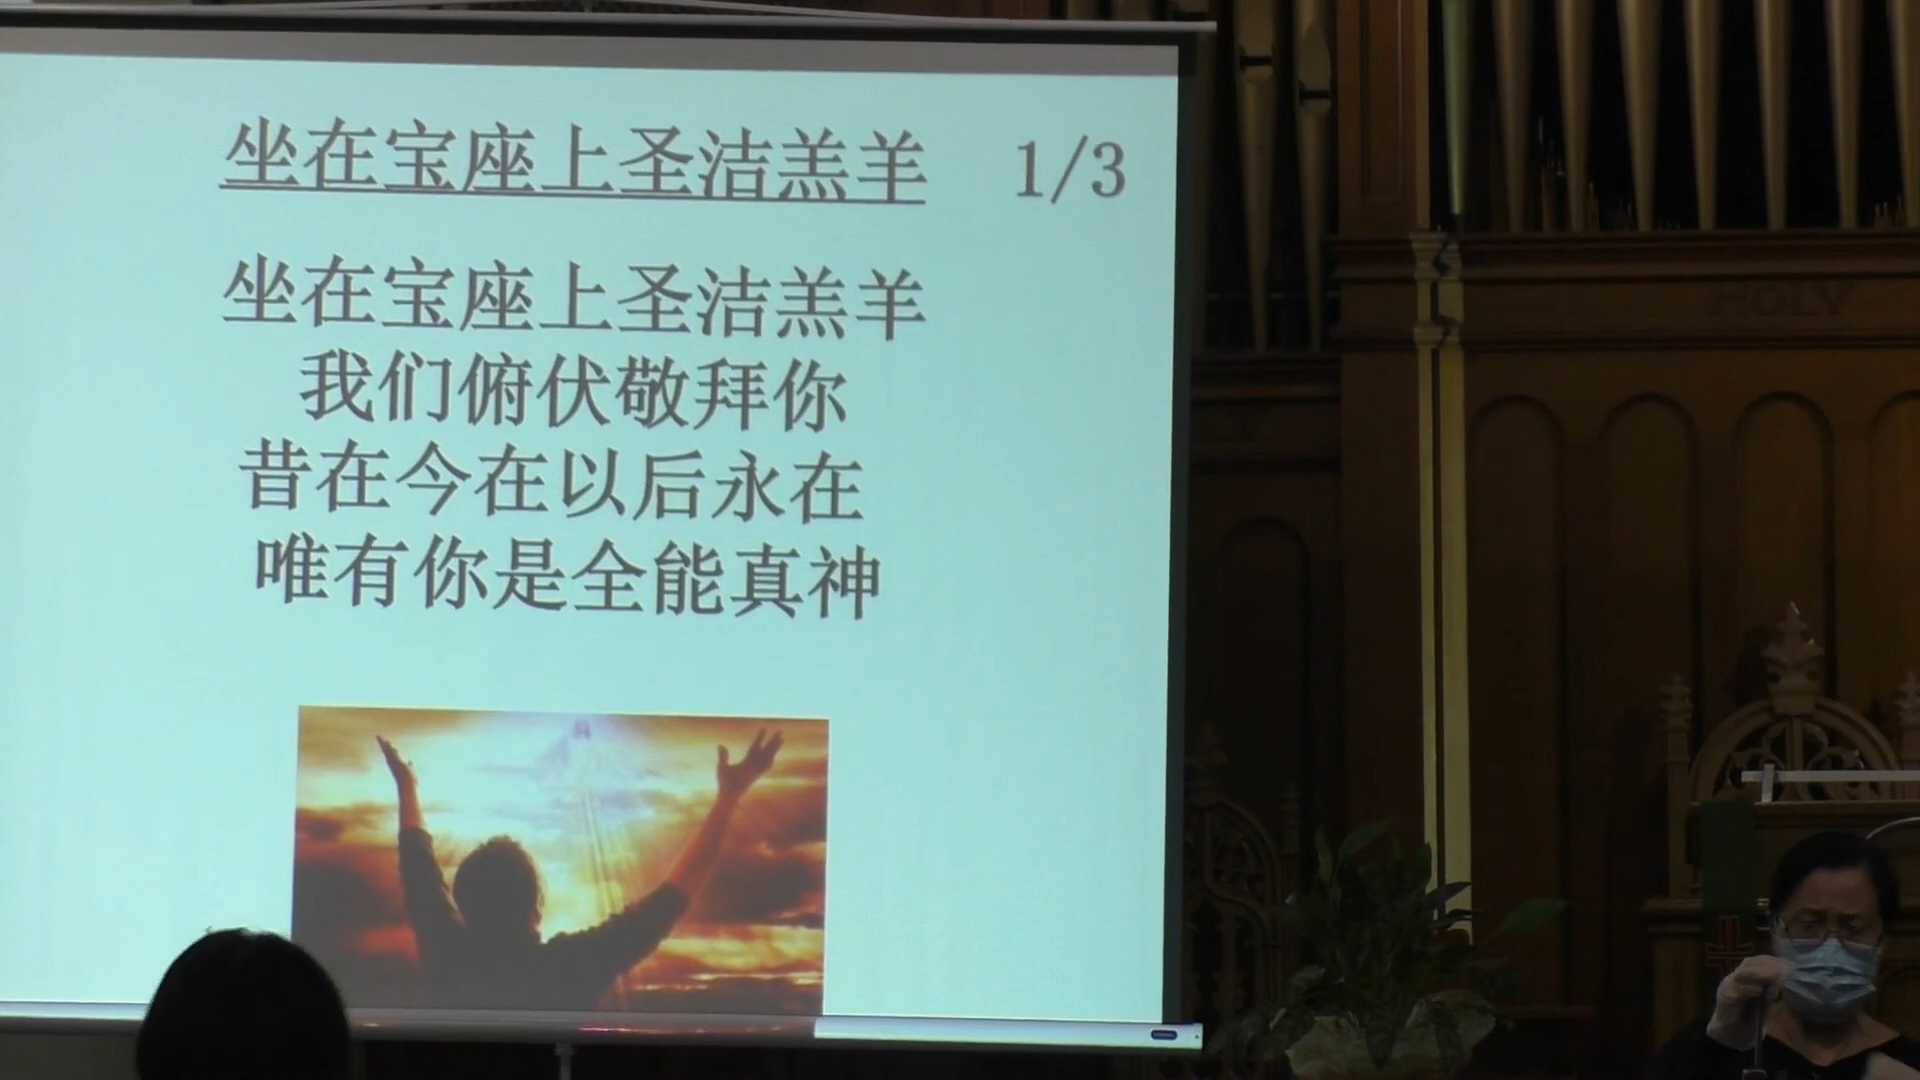 坐在宝座上圣洁羔羊 1/3
坐在宝座上圣洁羔羊
我们俯伏敬拜你
昔在今在以后永在
唯有你是全能真神
HOLY